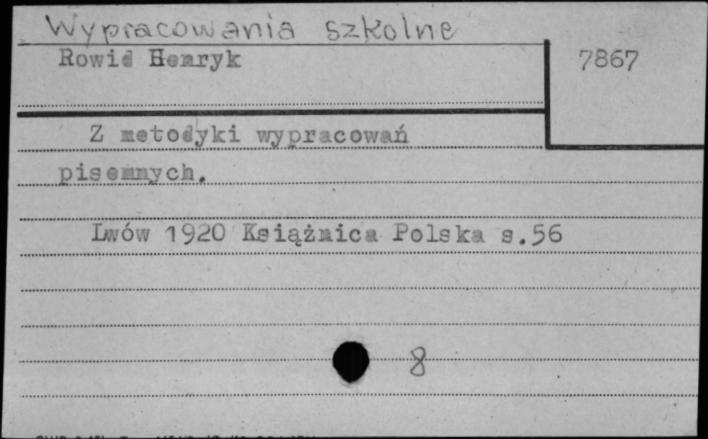 Wypracowania szkolne
Rowid Henryk 7867
Z metodyki wypracowań
pisemnych.
Lwów 1920 Książnica Polska s.56
8